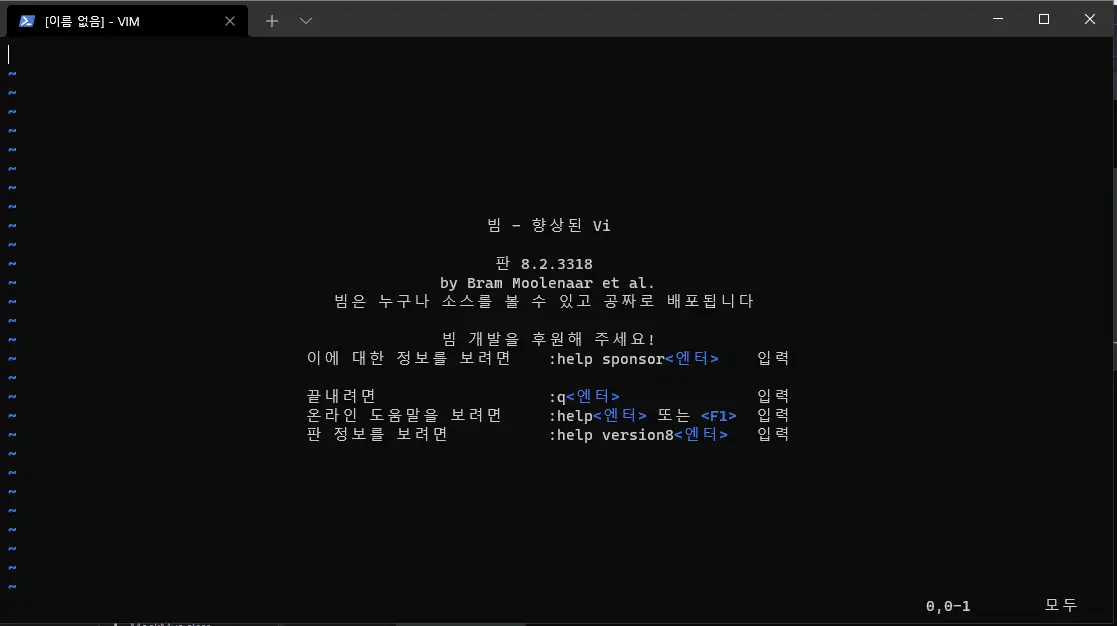 [이름 없음] - VIM
~
~
~
~
~
~
~
~
~
빔 - 향상된 Vi
~
~
판 8.2.3318
~
by Bram Moolenaar et al.
~
빔은 누구나 소스를 볼 수 있고 공짜로 배포됩니다
~
~
빔 개발을 후원해 주세요!
~
이에 대한 정보를 보려면 :help sponsor<엔터> 입력
~
~
끝내려면 :q<엔터> 입력
~
온라인 도움말을 보려면 :help<엔터> 또는 <F1> 입력
~
판 정보를 보려면 :help version8<엔터> 입력
~
~
~
~
~
~
~
~
0,0-1 모두